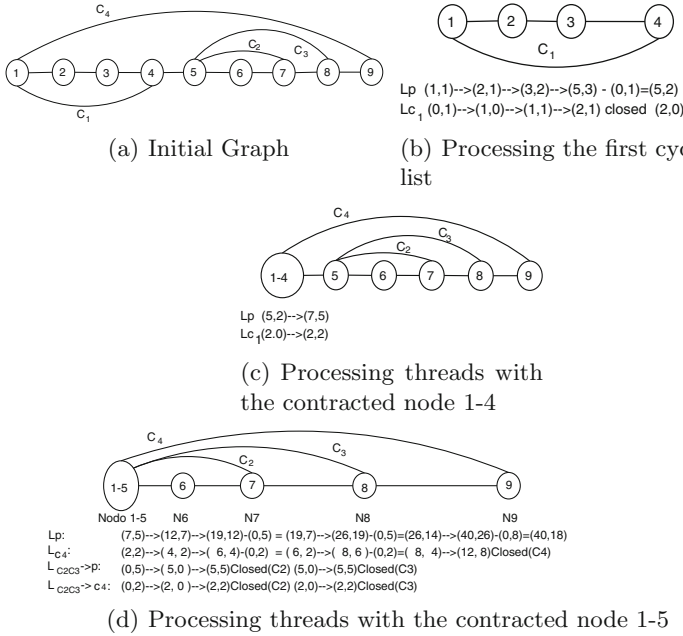 C4
C2
C3
1 2 3 4 5 6 7 8 9
C1
(a) Initial Graph
1 2 3 4
C1
Lp (1,1)-->(2,1)-->(3,2)-->(5,3) - (0,1)=(5,2)
Lc1 (0,1)-->(1,0)-->(1,1)-->(2,1) closed (2,0)
(b) Processing the first cyc
list
C4
C3
C2
1-4 5 6 7 8 9
Lp (5,2)-->(7,5)
Lc1(2.0)-->(2,2)
(c) Processing threads with
the contracted node 1-4
C4
C3
C2
1-5 6 7 8 9
Nodo 1-5 N6 N7 N8 N9
Lp: (7,5)-->(12,7)-->(19,12)-(0,5) = (19,7)-->(26,19)-(0,5)=(26,14)-->(40,26)-(0,8)=(40,18)
LC4: (2,2)-->( 4, 2)-->( 6, 4)-(0,2) = ( 6, 2)-->( 8, 6 )-(0,2)=( 8, 4)-->(12, 8)Closed(C4)
LC2C3->p: (0,5)-->( 5,0 )-->(5,5)Closed(C2) (5,0)-->(5,5)Closed(C3)
LC2C3->C4: (0,2)-->(2, 0 )-->(2,2)Closed(C2) (2,0)-->(2,2)Closed(C3)
(d) Processing threads with the contracted node 1-5